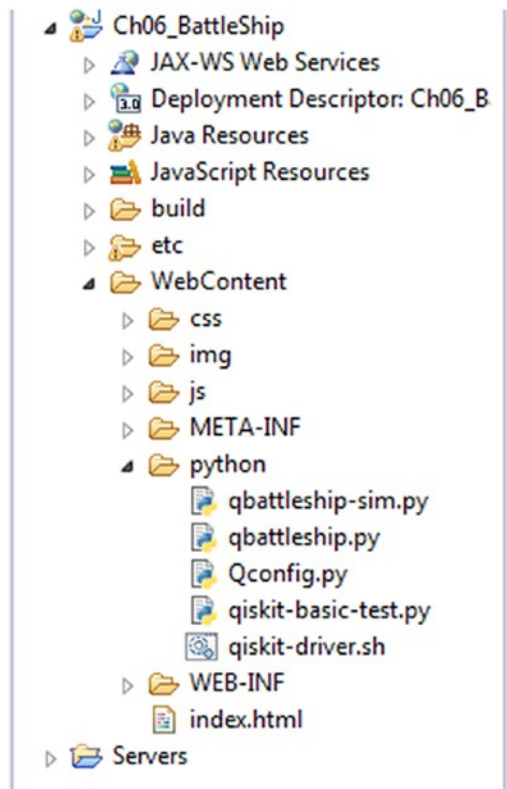 Ch06_BattleShip
JAX-WS Web Services
3.0 Deployment Descriptor: Ch06_B
Java Resources
JavaScript Resources
build
etc
WebContent
css
img
js
META-INF
python
qbattleship-sim.py
qbattleship.py
Qconfig.py
qiskit-basic-test.py
qiskit-driver.sh
WEB-INF
index.html
Servers